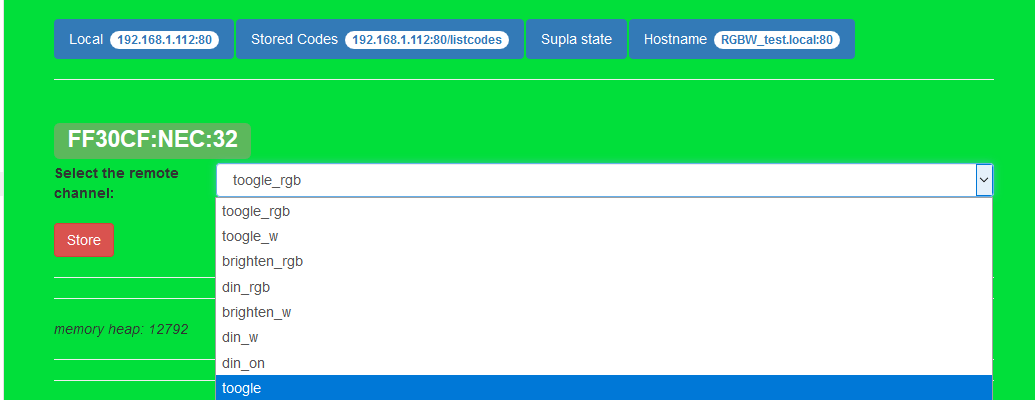 Local 192.168.1.112:80 Stored Codes 192.168.1.112:80/listcodes Supla state Hostname RGBW_test.local:80
FF30CF:NEC:32
Select the remote
channel:
toogle_rgb
Store
toogle_rgb
toogle_w
brighten_rgb
din_rgb
brighten_w
din_w
din_on
toogle
memory heap: 12792